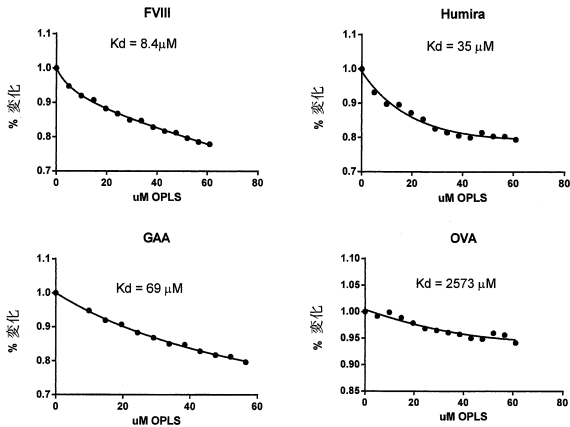 FVIII
Kd = 8.4μM
% 変化
1.1
1.0
0.9
0.8
0.7
0
20
40
60
80
uM OPLS
Humira
Kd = 35 μM
% 変化
1.1
1.0
0.9
0.8
0.7
0
20
40
60
80
uM OPLS
GAA
Kd = 69 μM
% 変化
1.1
1.0
0.9
0.8
0.7
0
20
40
60
uM OPLS
OVA
Kd = 2573 μM
% 変化
1.10
1.05
1.00
0.95
0.90
0.85
0
20
40
60
80
uM OPLS